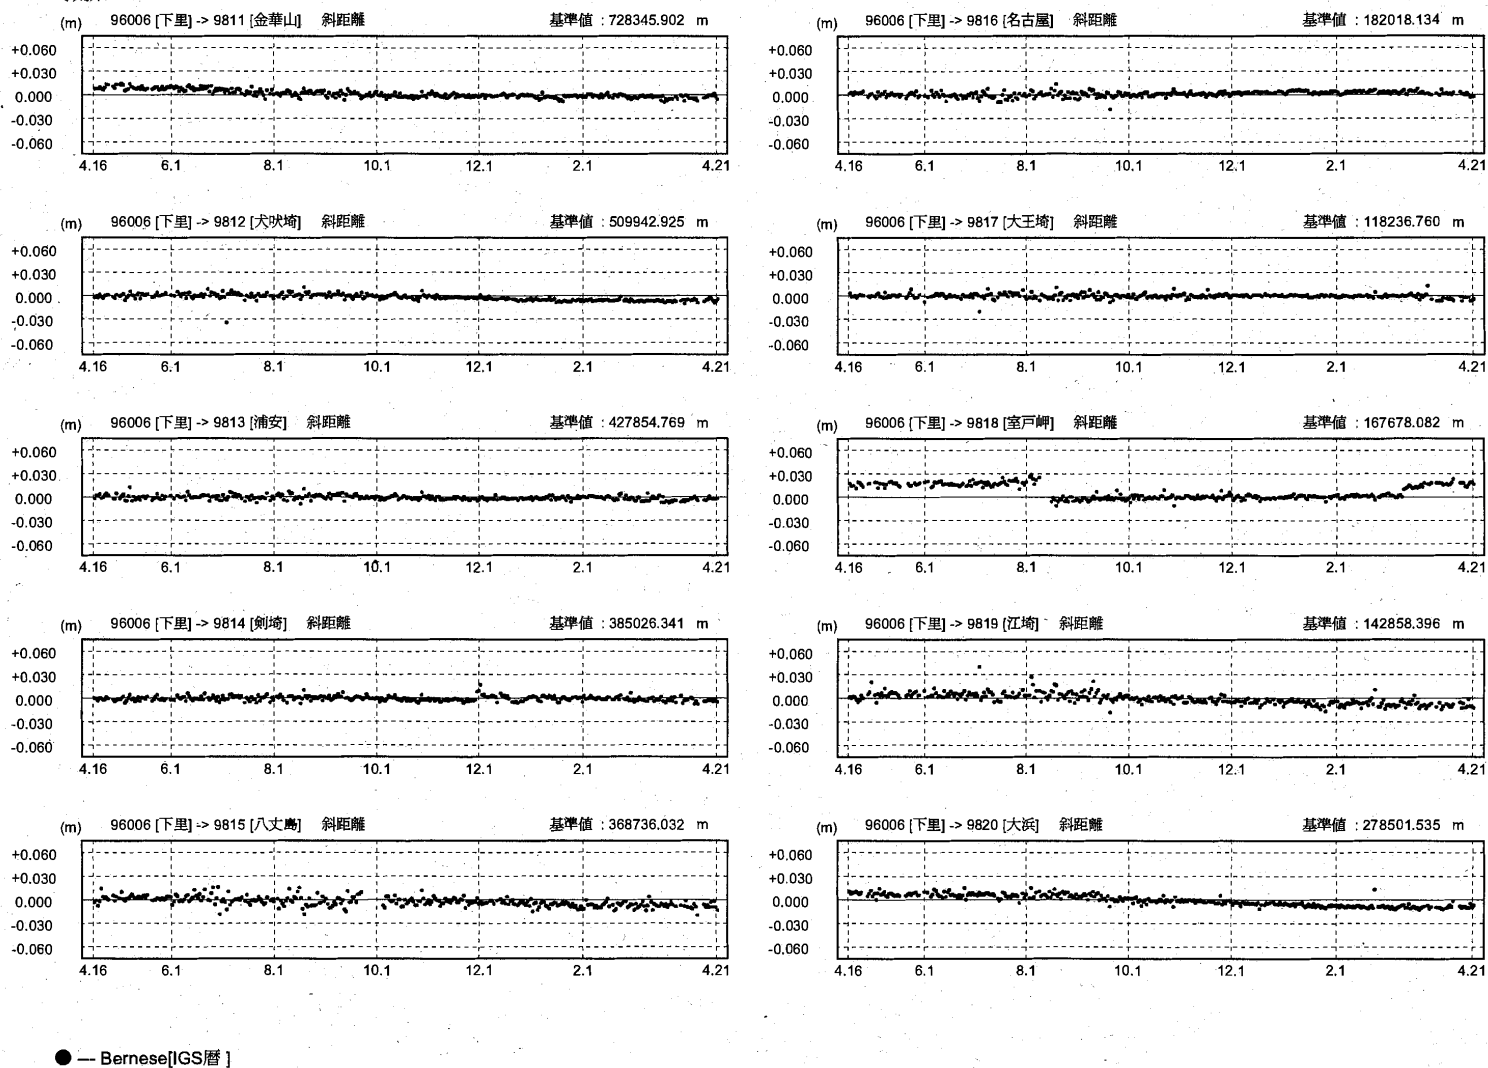 (m) 96006 [下里] -> 9811 [金華山] 斜距離 基準値 : 728345.902 m
+0.060
+0.030
0.000
-0.030
-0.060
4.16 6.1 8.1 10.1 12.1 2.1 4.21
(m) 96006 [下里] -> 9812 [犬吠埼] 斜距離 基準値 : 509942.925 m
+0.060
+0.030
0.000
-0.030
-0.060
4.16 6.1 8.1 10.1 12.1 2.1 4.21
(m) 96006 [下里] -> 9813 [浦安] 斜距離 基準値 : 427854.769 m
+0.060
+0.030
0.000
-0.030
-0.060
4.16 6.1 8.1 10.1 12.1 2.1 4.21
(m) 96006 [下里] -> 9814 [剣埼] 斜距離 基準値 : 385026.341 m
+0.060
+0.030
0.000
-0.030
-0.060
4.16 6.1 8.1 10.1 12.1 2.1 4.21
(m) 96006 [下里] -> 9815 [八丈島] 斜距離 基準値 : 368736.032 m
+0.060
+0.030
0.000
-0.030
-0.060
4.16 6.1 8.1 10.1 12.1 2.1 4.21
(m) 96006 [下里] -> 9816 [名古屋] 斜距離 基準値 : 182018.134 m
+0.060
+0.030
0.000
-0.030
-0.060
4.16 6.1 8.1 10.1 12.1 2.1 4.21
(m) 96006 [下里] -> 9817 [大王埼] 斜距離 基準値 : 118236.760 m
+0.060
+0.030
0.000
-0.030
-0.060
4.16 6.1 8.1 10.1 12.1 2.1 4.21
(m) 96006 [下里] -> 9818 [室戸岬] 斜距離 基準値 : 167678.082 m
+0.060
+0.030
0.000
-0.030
-0.060
4.16 6.1 8.1 10.1 12.1 2.1 4.21
(m) 96006 [下里] -> 9819 [江埼] 斜距離 基準値 : 142858.396 m
+0.060
+0.030
0.000
-0.030
-0.060
4.16 6.1 8.1 10.1 12.1 2.1 4.21
(m) 96006 [下里] -> 9820 [大浜] 斜距離 基準値 : 278501.535 m
+0.060
+0.030
0.000
-0.030
-0.060
4.16 6.1 8.1 10.1 12.1 2.1 4.21
● --- Bernese[IGS暦 ]